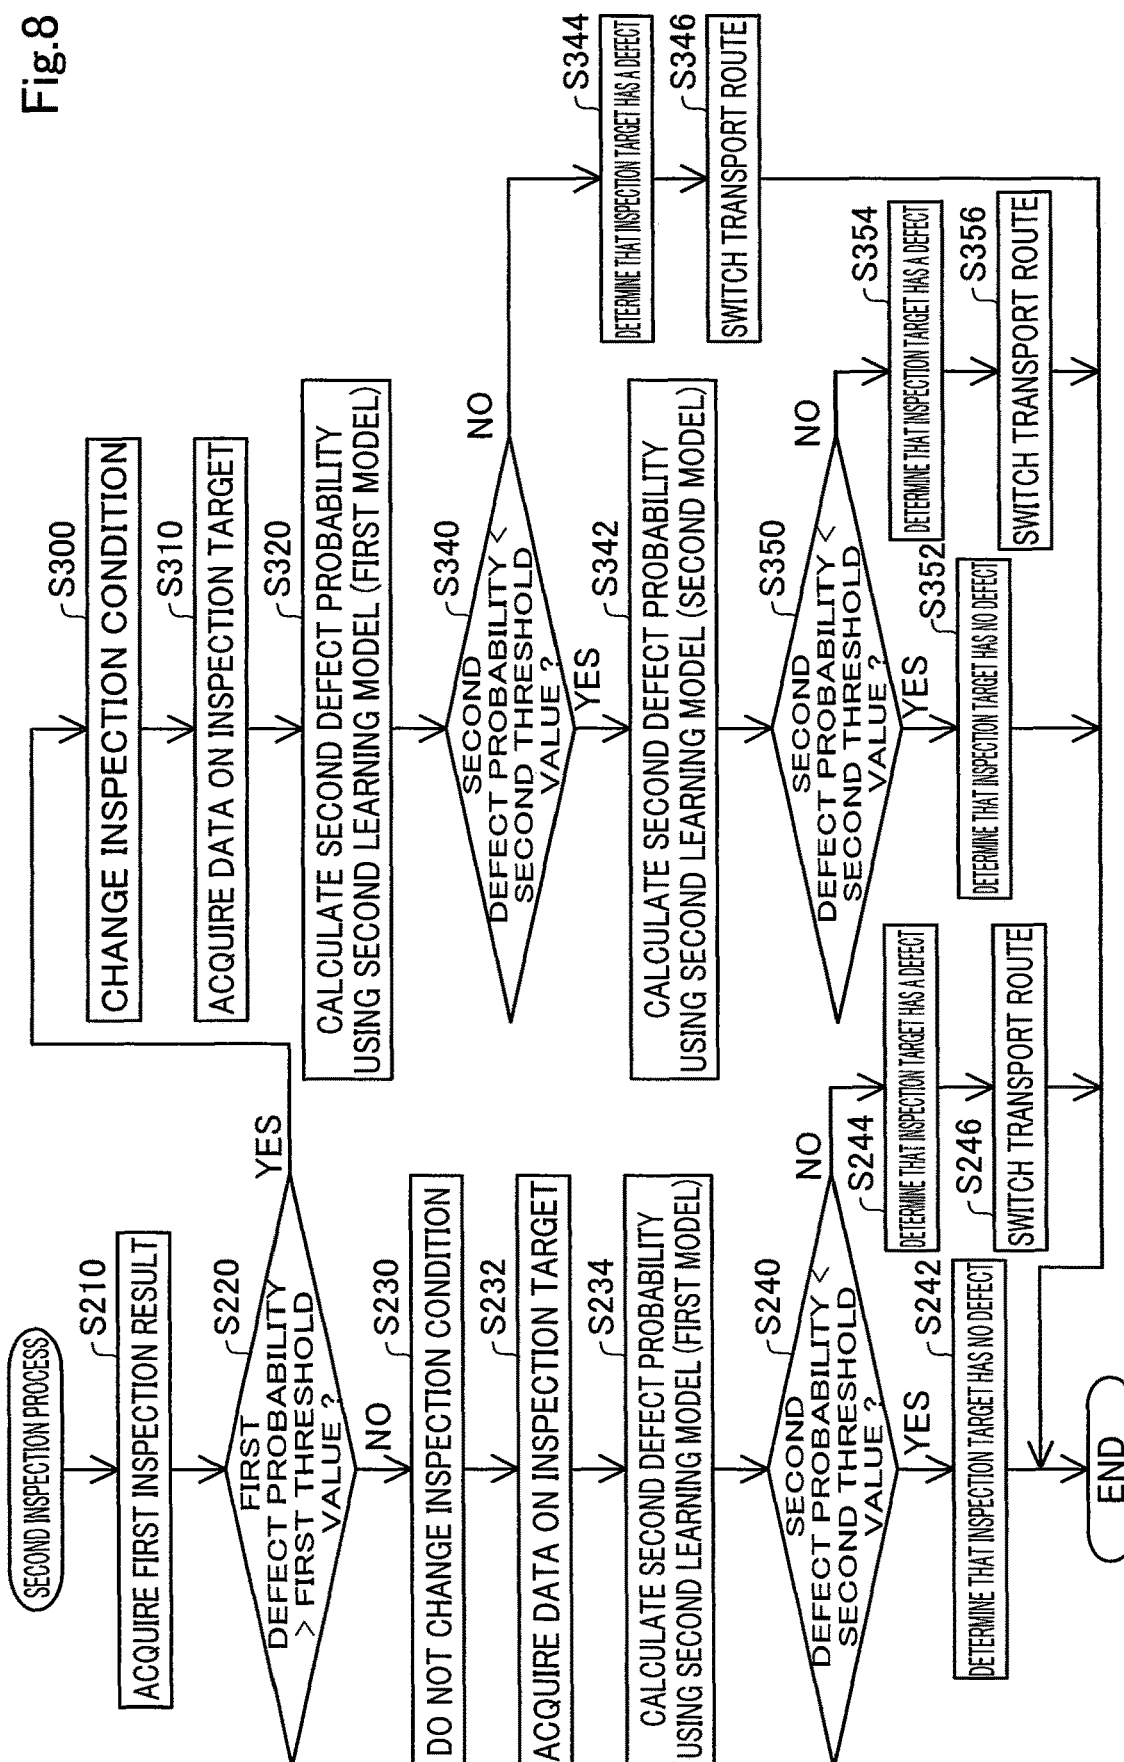 Fig.8
SECOND INSPECTION PROCESS
S210
ACQUIRE FIRST INSPECTION RESULT
S220
FIRST
DEFECT PROBABILITY
> FIRST THRESHOLD
VALUE ?
YES
NO
S230
DO NOT CHANGE INSPECTION CONDITION
S232
ACQUIRE DATA ON INSPECTION TARGET
S234
CALCULATE SECOND DEFECT PROBABILITY
USING SECOND LEARNING MODEL (FIRST MODEL)
S240
SECOND
DEFECT PROBABILITY <
SECOND THRESHOLD
VALUE ?
NO
YES
S242
DETERMINE THAT INSPECTION TARGET HAS NO DEFECT
S244
DETERMINE THAT INSPECTION TARGET HAS A DEFECT
S246
SWITCH TRANSPORT ROUTE
END
S300
CHANGE INSPECTION CONDITION
S310
ACQUIRE DATA ON INSPECTION TARGET
S320
CALCULATE SECOND DEFECT PROBABILITY
USING SECOND LEARNING MODEL (FIRST MODEL)
S340
SECOND
DEFECT PROBABILITY <
SECOND THRESHOLD
VALUE ?
NO
YES
S342
CALCULATE SECOND DEFECT PROBABILITY
USING SECOND LEARNING MODEL (SECOND MODEL)
S350
SECOND
DEFECT PROBABILITY <
SECOND THRESHOLD
VALUE ?
NO
YES
S352
DETERMINE THAT INSPECTION TARGET HAS NO DEFECT
S354
DETERMINE THAT INSPECTION TARGET HAS A DEFECT
S356
SWITCH TRANSPORT ROUTE
S344
DETERMINE THAT INSPECTION TARGET HAS A DEFECT
S346
SWITCH TRANSPORT ROUTE